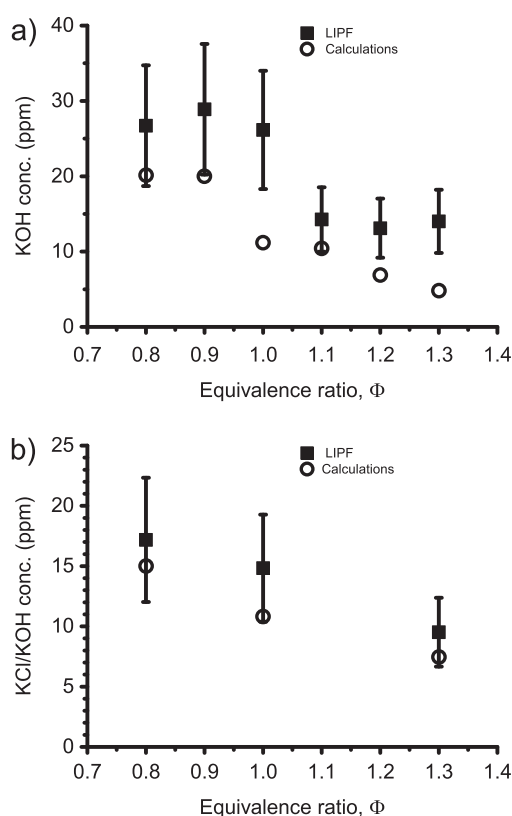 a)
40
30
20
10
0
KOH conc. (ppm)
LIPF
Calculations
0.7 0.8 0.9 1.0 1.1 1.2 1.3 1.4
Equivalence ratio, Φ
b)
25
20
15
10
5
0
KCl/KOH conc. (ppm)
LIPF
Calculations
0.7 0.8 0.9 1.0 1.1 1.2 1.3 1.4
Equivalence ratio, Φ